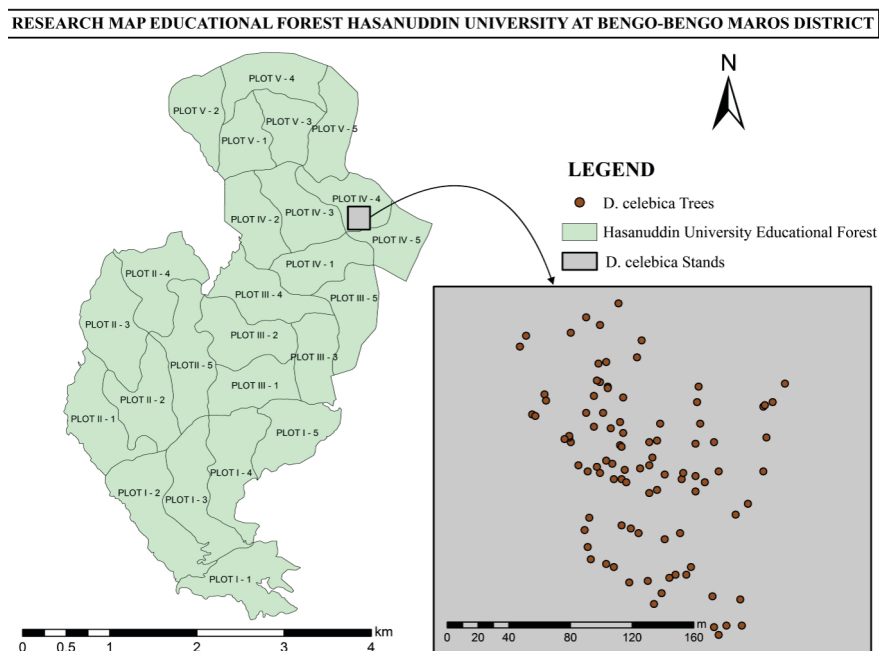 RESEARCH MAP EDUCATIONAL FOREST HASANUDDIN UNIVERSITY AT BENGO-BENGO MAROS DISTRICT
PLOT V - 4
PLOT V - 2
PLOT V - 3
PLOT V - 5
PLOT V - 1
PLOT IV - 4
PLOT IV - 3
PLOT IV - 2
PLOT IV - 5
PLOT IV - 1
PLOT II - 4
PLOT III - 4
PLOT III - 5
PLOT II - 3
PLOT III - 2
PLOT II - 5
PLOT III - 3
PLOT III - 1
PLOT II - 2
PLOT II - 1
PLOT I - 5
PLOT I - 4
PLOT I - 2
PLOT I - 3
PLOT I - 1
km
0 0.5 1 2 3 4
N
LEGEND
D. celebica Trees
Hasanuddin University Educational Forest
D. celebica Stands
m
0 20 40 80 120 160